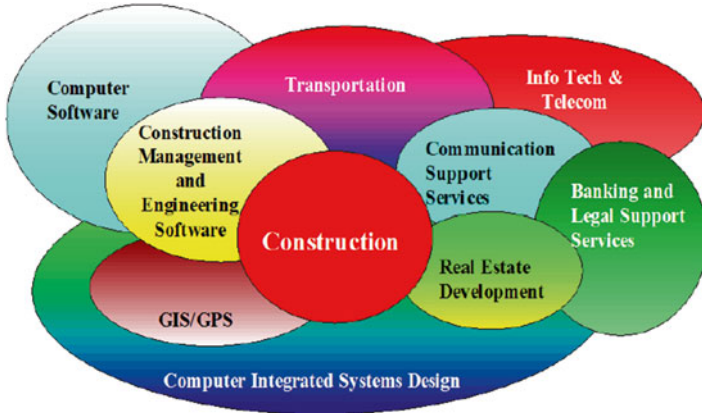 Computer
Software
Transportation
Info Tech &
Telecom
Construction
Management
and
Engineering
Software
Communication
Support
Services
Banking and
Legal Support
Services
Construction
Real Estate
Development
GIS/GPS
Computer Integrated Systems Design